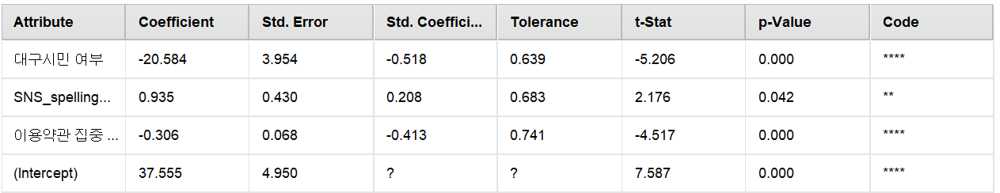 Attribute Coefficient Std. Error Std. Coeffici... Tolerance t-Stat p-Value Code
대구시민 여부 -20.584 3.954 -0.518 0.639 -5.206 0.000 ****
SNS_spelling... 0.935 0.430 0.208 0.683 2.176 0.042 **
이용약관 집중 ... -0.306 0.068 -0.413 0.741 -4.517 0.000 ****
(Intercept) 37.555 4.950 ? ? 7.587 0.000 ****